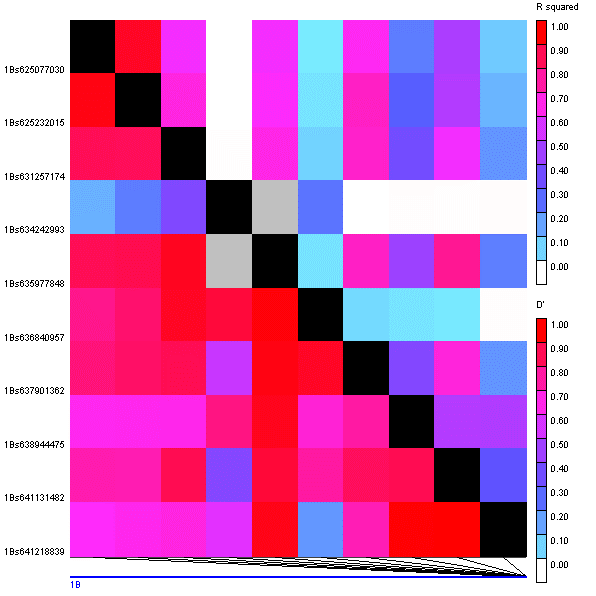 R squared
1.00
0.90
0.80
0.70
0.60
0.50
0.40
0.30
0.20
0.10
0.00
1Bs625077030
1Bs625232015
1Bs631257174
1Bs634242993
1Bs635977848
1Bs636840957
1Bs637901362
1Bs638944475
1Bs641131482
1Bs641218839
D'
1.00
0.90
0.80
0.70
0.60
0.50
0.40
0.30
0.20
0.10
0.00
1B